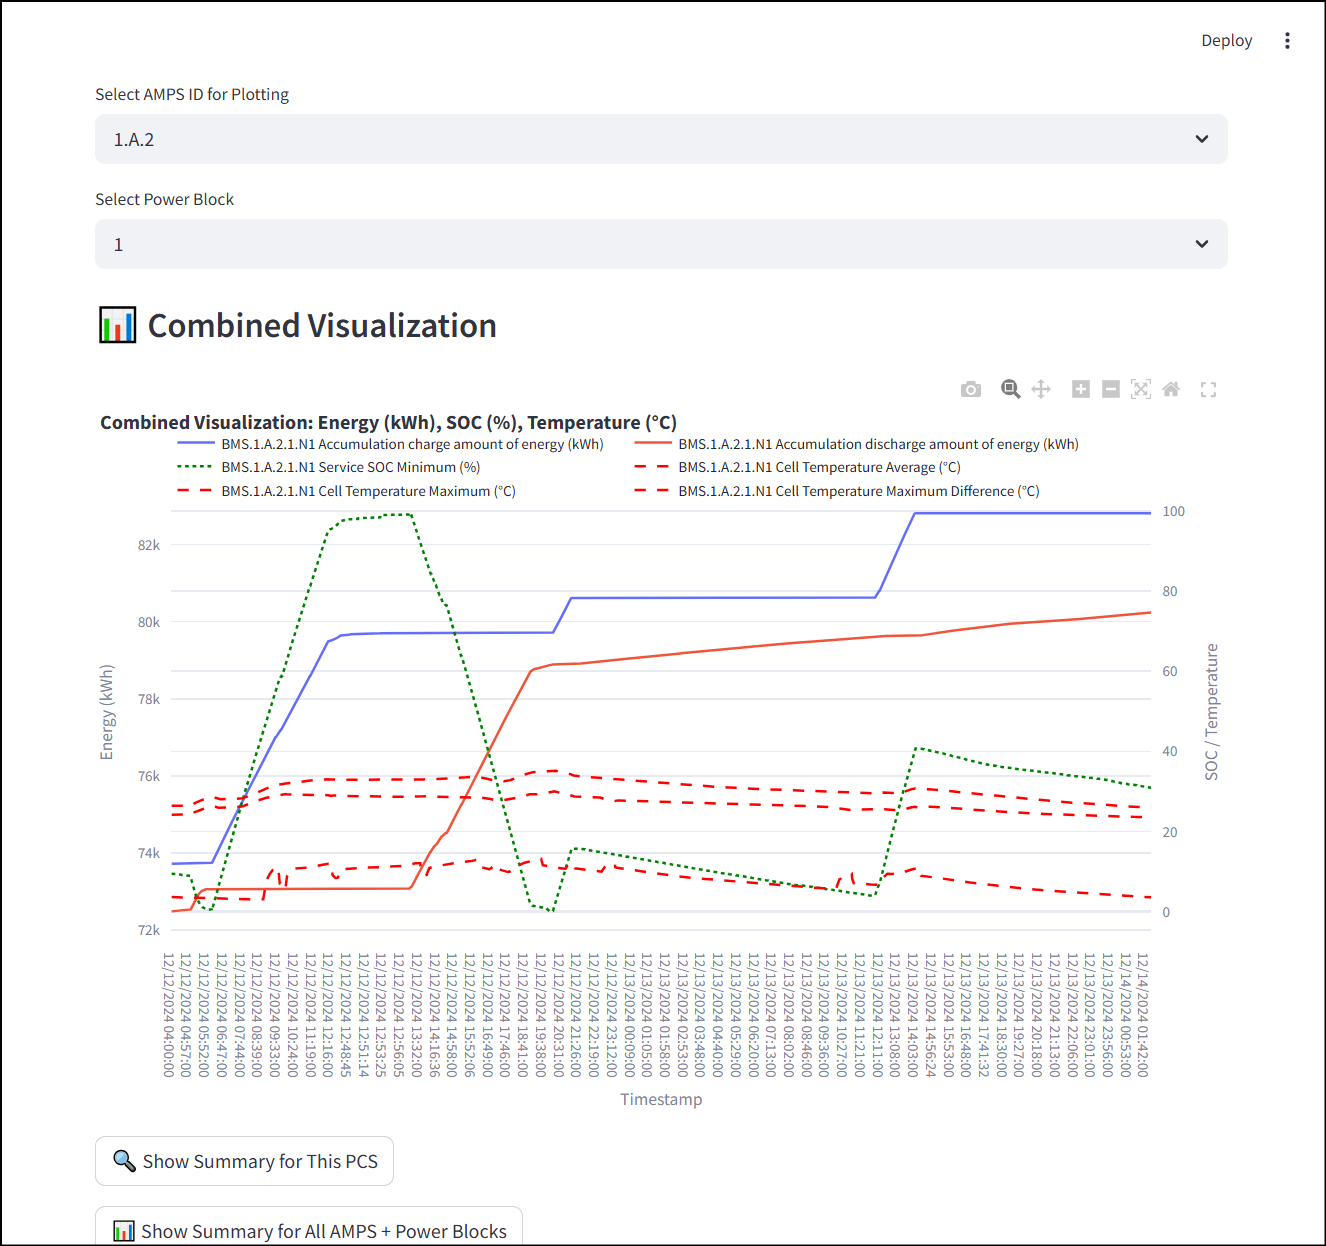 Deploy
Select AMPS ID for Plotting
1.A.2
Select Power Block
1
Combined Visualization
Combined Visualization: Energy (kWh), SOC (%), Temperature (°C)
BMS.1.A.2.1.N1 Accumulation charge amount of energy (kWh)
BMS.1.A.2.1.N1 Accumulation discharge amount of energy (kWh)
BMS.1.A.2.1.N1 Service SOC Minimum (%)
BMS.1.A.2.1.N1 Cell Temperature Average (°C)
BMS.1.A.2.1.N1 Cell Temperature Maximum (°C)
BMS.1.A.2.1.N1 Cell Temperature Maximum Difference (°C)
82k
80k
78k
76k
74k
72k
Energy (kWh)
100
80
60
40
20
0
SOC / Temperature
12/12/2024 04:00:00
12/12/2024 04:57:00
12/12/2024 05:52:00
12/12/2024 06:47:00
12/12/2024 07:44:00
12/12/2024 08:39:00
12/12/2024 09:33:00
12/12/2024 10:24:00
12/12/2024 11:19:00
12/12/2024 12:16:00
12/12/2024 12:48:45
12/12/2024 12:51:14
12/12/2024 12:53:25
12/12/2024 12:56:05
12/12/2024 13:32:00
12/12/2024 14:16:36
12/12/2024 14:58:00
12/12/2024 15:52:06
12/12/2024 16:49:00
12/12/2024 17:46:00
12/12/2024 18:41:00
12/12/2024 19:38:00
12/12/2024 20:31:00
12/12/2024 21:26:00
12/12/2024 22:19:00
12/12/2024 23:12:00
12/13/2024 00:09:00
12/13/2024 01:05:00
12/13/2024 01:58:00
12/13/2024 02:53:00
12/13/2024 03:48:00
12/13/2024 04:40:00
12/13/2024 05:29:00
12/13/2024 06:20:00
12/13/2024 07:13:00
12/13/2024 08:02:00
12/13/2024 08:46:00
12/13/2024 09:36:00
12/13/2024 10:27:00
12/13/2024 11:21:00
12/13/2024 12:11:00
12/13/2024 13:08:00
12/13/2024 14:03:00
12/13/2024 14:56:24
12/13/2024 15:53:00
12/13/2024 16:48:00
12/13/2024 17:41:32
12/13/2024 18:30:00
12/13/2024 19:27:00
12/13/2024 20:18:00
12/13/2024 21:13:00
12/13/2024 22:06:00
12/13/2024 23:01:00
12/13/2024 23:56:00
12/14/2024 00:53:00
12/14/2024 01:42:00
Timestamp
Show Summary for This PCS
Show Summary for All AMPS + Power Blocks